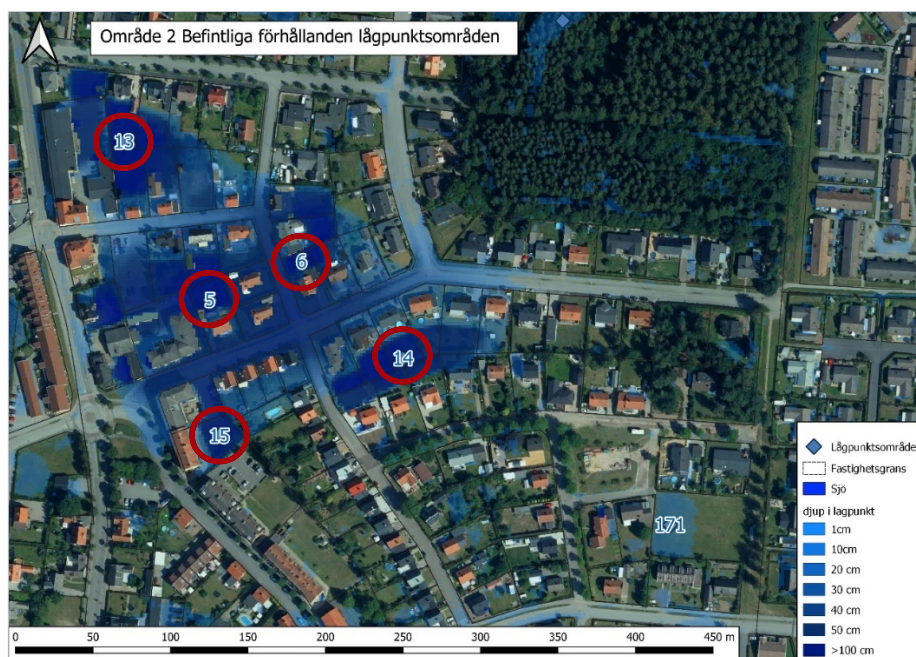 Område 2 Befintliga förhållanden lågpunktsområden
13
6
5
14
15
171
Lågpunktsområde
Fastighetsgräns
Sjö
djup i lagpunkt
1cm
10cm
20 cm
30 cm
40 cm
50 cm
>100 cm
0 50 100 150 200 250 300 350 400 450 m